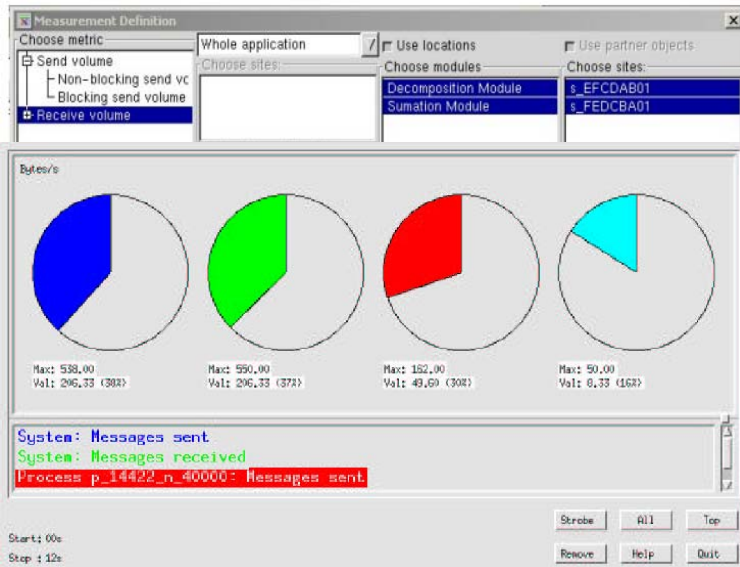 Measurement Definition
Choose metric
Send volume
Non-blocking send vc
Blocking send volume
Receive volume
Whole application
Choose sites:
Use locations
Choose modules
Decomposition Module
Sumation Module
Use partner objects
Choose sites:
s_EFCDAB01
s_FEDCBA01
Bytes/s
Max: 538.00
Val: 206.33 (38%)
Max: 550.00
Val: 206.33 (37%)
Max: 162.00
Val: 49.60 (30%)
Max: 50.00
Val: 8.33 (16%)
System: Messages sent
System: Messages received
Process p_14422_n_40000: Messages sent
Strobe
All
Top
Start: 00s
Stop : 12s
Remove
Help
Quit